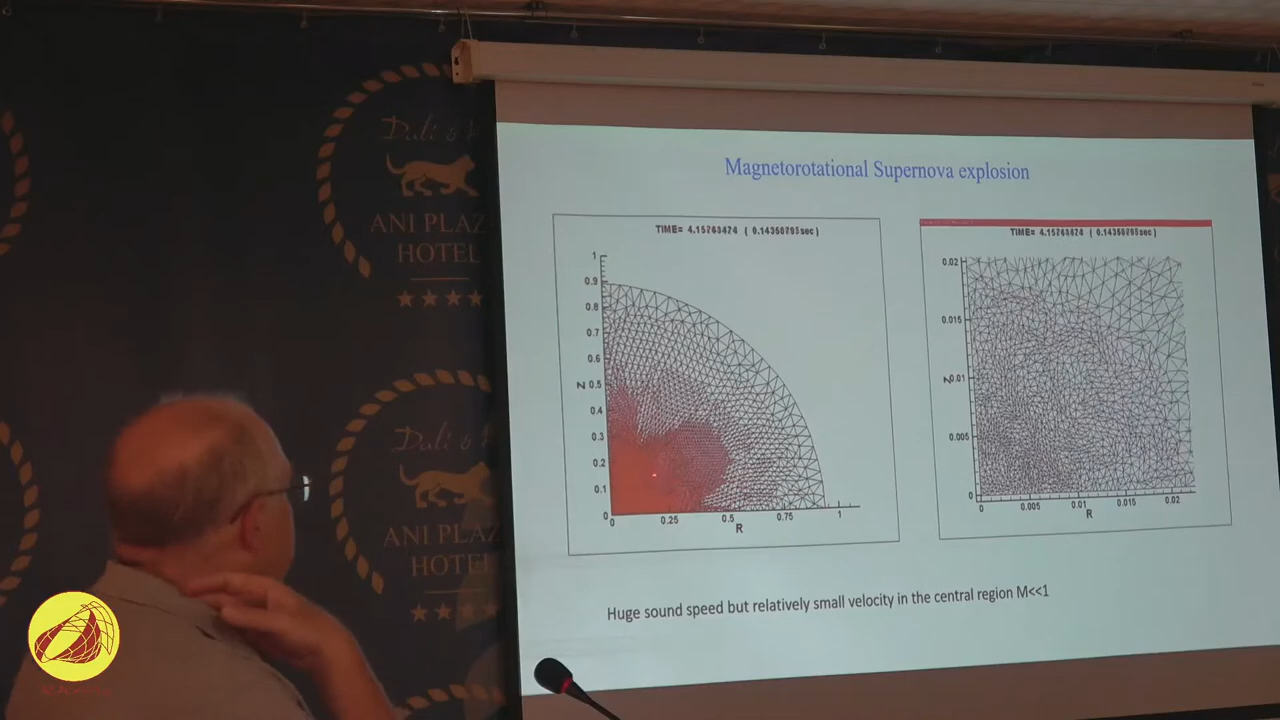 Magnetorotational Supernova explosion
TIME= 4.15763474 ( 0.14350795sec )
1
0.9
0.8
0.7
0.6
Z 0.5
0.4
0.3
0.2
0.1
0
0 0.25 0.5 0.75 1
R
TIME= 4.15763474 ( 0.14350795sec )
0.02
0.015
Z 0.01
0.005
0
0 0.005 0.01 0.015 0.02
R
Huge sound speed but relatively small velocity in the central region M<<1
ANI PLAZ
HOTEL
ANI PLAZ
HOTEL